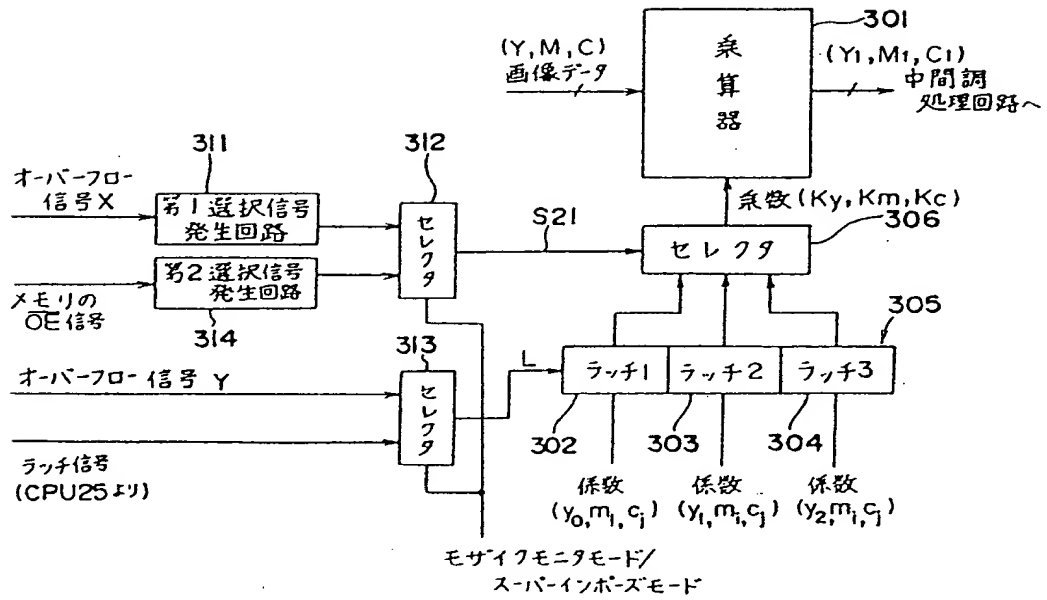 301
(Y, M, C)
画像データ
乗算器
(Y1, M1, C1)
中間調
処理回路へ
311
312
オーバーフロー
信号X
第1選択信号
発生回路
セレクタ
S21
系数(Ky, Km, Kc)
306
セレクタ
第2選択信号
発生回路
メモリの
O̅E̅信号
314
313
305
オーバーフロー信号 Y
セレクタ
L
ラッチ1
ラッチ2
ラッチ3
302
303
304
ラッチ信号
(CPU25より)
係数
(y₀, mᵢ, cⱼ)
係数
(y₁, mᵢ, cⱼ)
係数
(y₂, mᵢ, cⱼ)
モザイクモニタモード/
スーパーインポーズモード